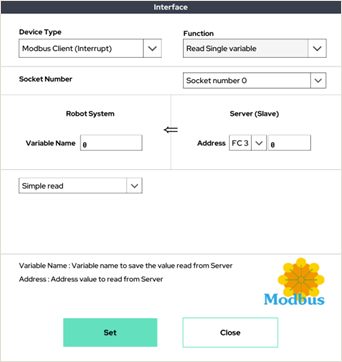 Interface
Device Type
Function
Modbus Client (Interrupt)
Read Single variable
Socket Number
Socket number 0
Robot System
Server (Slave)
Variable Name
0
Address
FC 3
0
Simple read
Variable Name : Variable name to save the value read from Server
Address : Address value to read from Server
Modbus
Set
Close